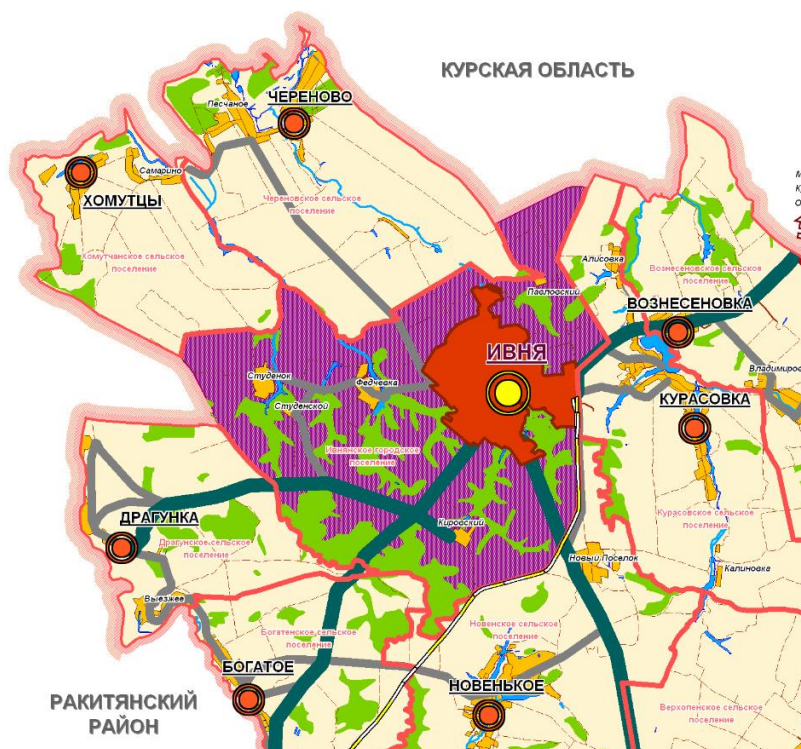 КУРСКАЯ ОБЛАСТЬ
ЧЕРЕНОВО
Песчаное
Самарино
ХОМУТЦЫ
Череновское сельское
поселение
Хомутчанское сельское
поселение
Алисовка
Вознесеновское сельское
поселение
Павловский
ВОЗНЕСЕНОВКА
ИВНЯ
Студенок
Федчевка
Владимиров
Студенской
КУРАСОВКА
Ивнянское городское
поселение
ДРАГУНКА
Кировский
Курасовское сельское
поселение
Драгунское сельское
поселение
Новый Поселок
Калиновка
Выезжее
Богатенское сельское
поселение
Новенское сельское
поселение
БОГАТОЕ
НОВЕНЬКОЕ
РАКИТЯНСКИЙ
РАЙОН
Верхопенское сельское
поселение